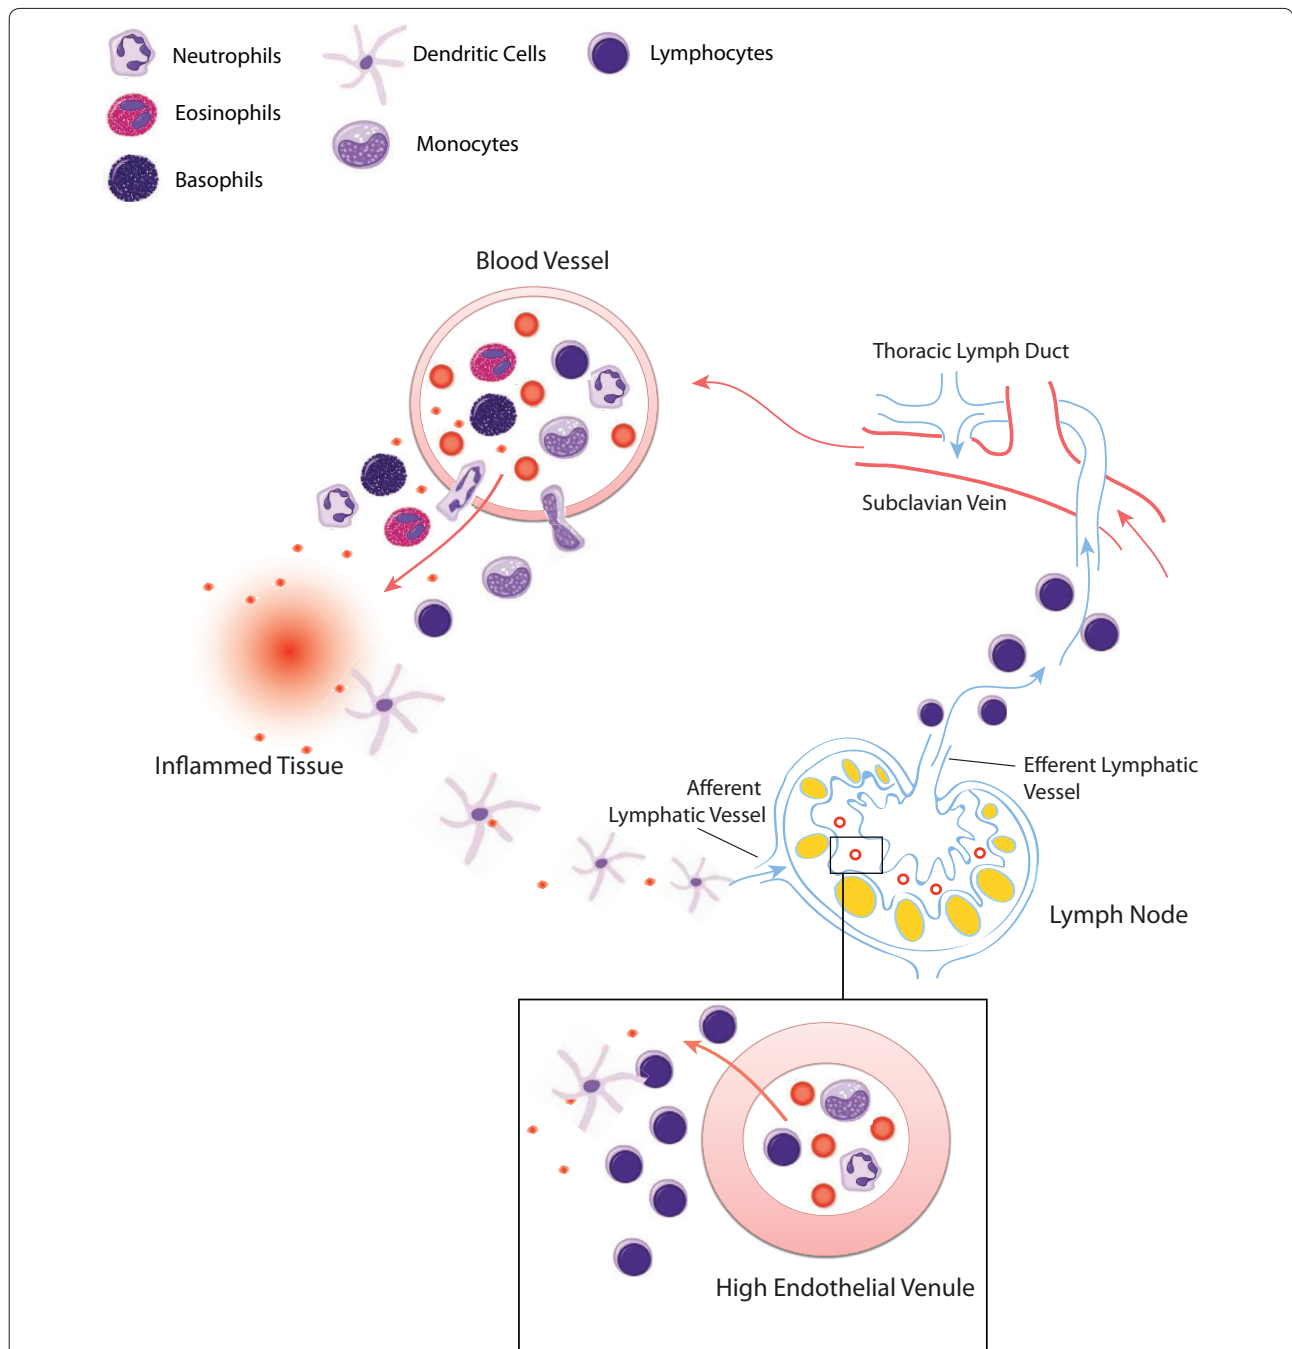 Neutrophils
Dendritic Cells
Lymphocytes
Eosinophils
Monocytes
Basophils
Blood Vessel
Thoracic Lymph Duct
Subclavian Vein
Inflammed Tissue
Afferent
Lymphatic Vessel
Efferent Lymphatic
Vessel
Lymph Node
High Endothelial Venule